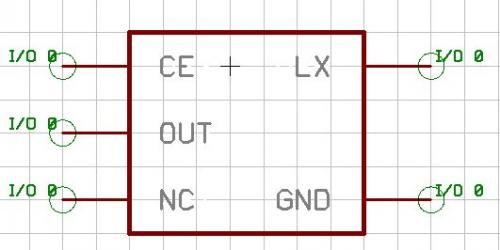 I/O 0 CE LX I/O 0
I/O 0 OUT
I/O 0 NC GND I/O 0